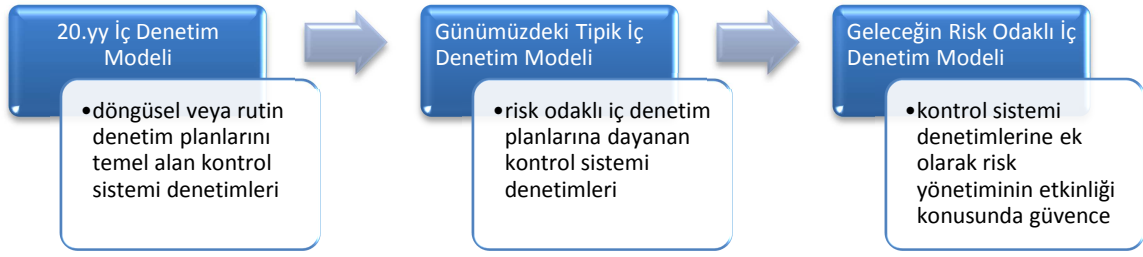 20.yy İç Denetim
Modeli
•döngüsel veya rutin
denetim planlarını
temel alan kontrol
sistemi denetimleri
Günümüzdeki Tipik İç
Denetim Modeli
•risk odaklı iç denetim
planlarına dayanan
kontrol sistemi
denetimleri
Geleceğin Risk Odaklı İç
Denetim Modeli
•kontrol sistemi
denetimlerine ek
olarak risk
yönetiminin etkinliği
konusunda güvence